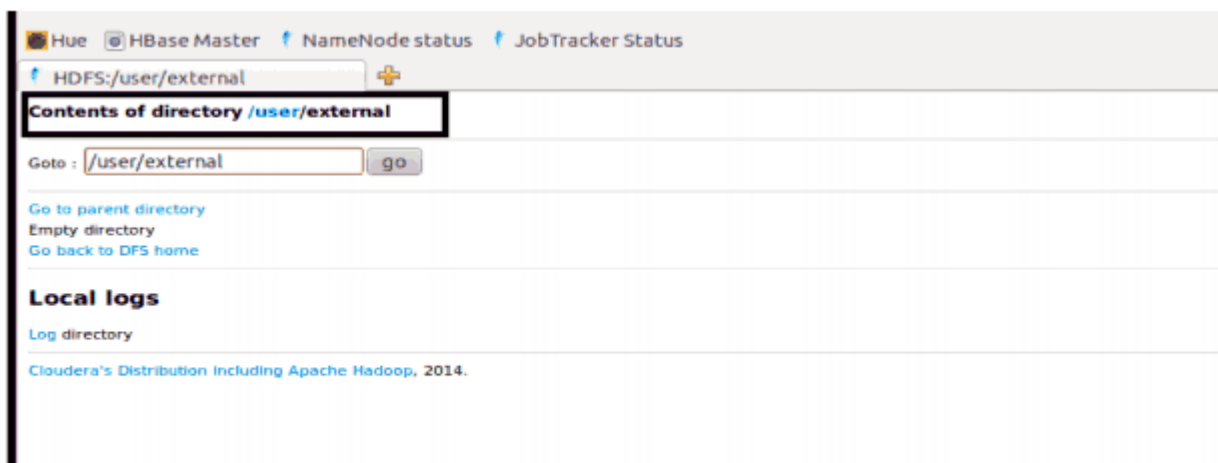 Hue HBase Master NameNode status JobTracker Status
HDFS:/user/external
Contents of directory /user/external
Goto : /user/external go
Go to parent directory
Empty directory
Go back to DFS home
Local logs
Log directory
Cloudera's Distribution including Apache Hadoop, 2014.